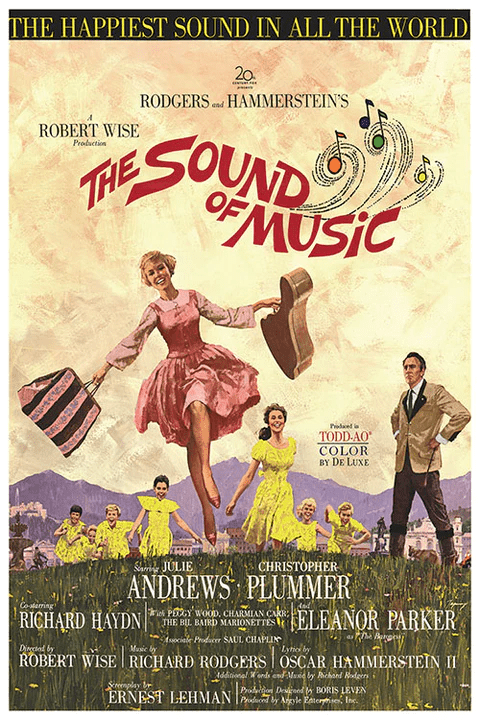 THE HAPPIEST SOUND IN ALL THE WORLD
20th
CENTURY-FOX
presents
RODGERS and HAMMERSTEIN'S
A
ROBERT WISE
Production
THE SOUND
OF MUSIC
Produced in
TODD-AO®
COLOR
BY DE LUXE
Starring JULIE ANDREWS · CHRISTOPHER PLUMMER
Co-starring RICHARD HAYDN
With PEGGY WOOD, CHARMIAN CARR,
THE BIL BAIRD MARIONETTES
And ELEANOR PARKER
as "The Baroness"
Associate Producer SAUL CHAPLIN
Directed by ROBERT WISE
Music by RICHARD RODGERS
Lyrics by OSCAR HAMMERSTEIN II
Additional Words and Music by Richard Rodgers
Screenplay by ERNEST LEHMAN
Production Designed by BORIS LEVEN
Produced by Argyle Enterprises, Inc.